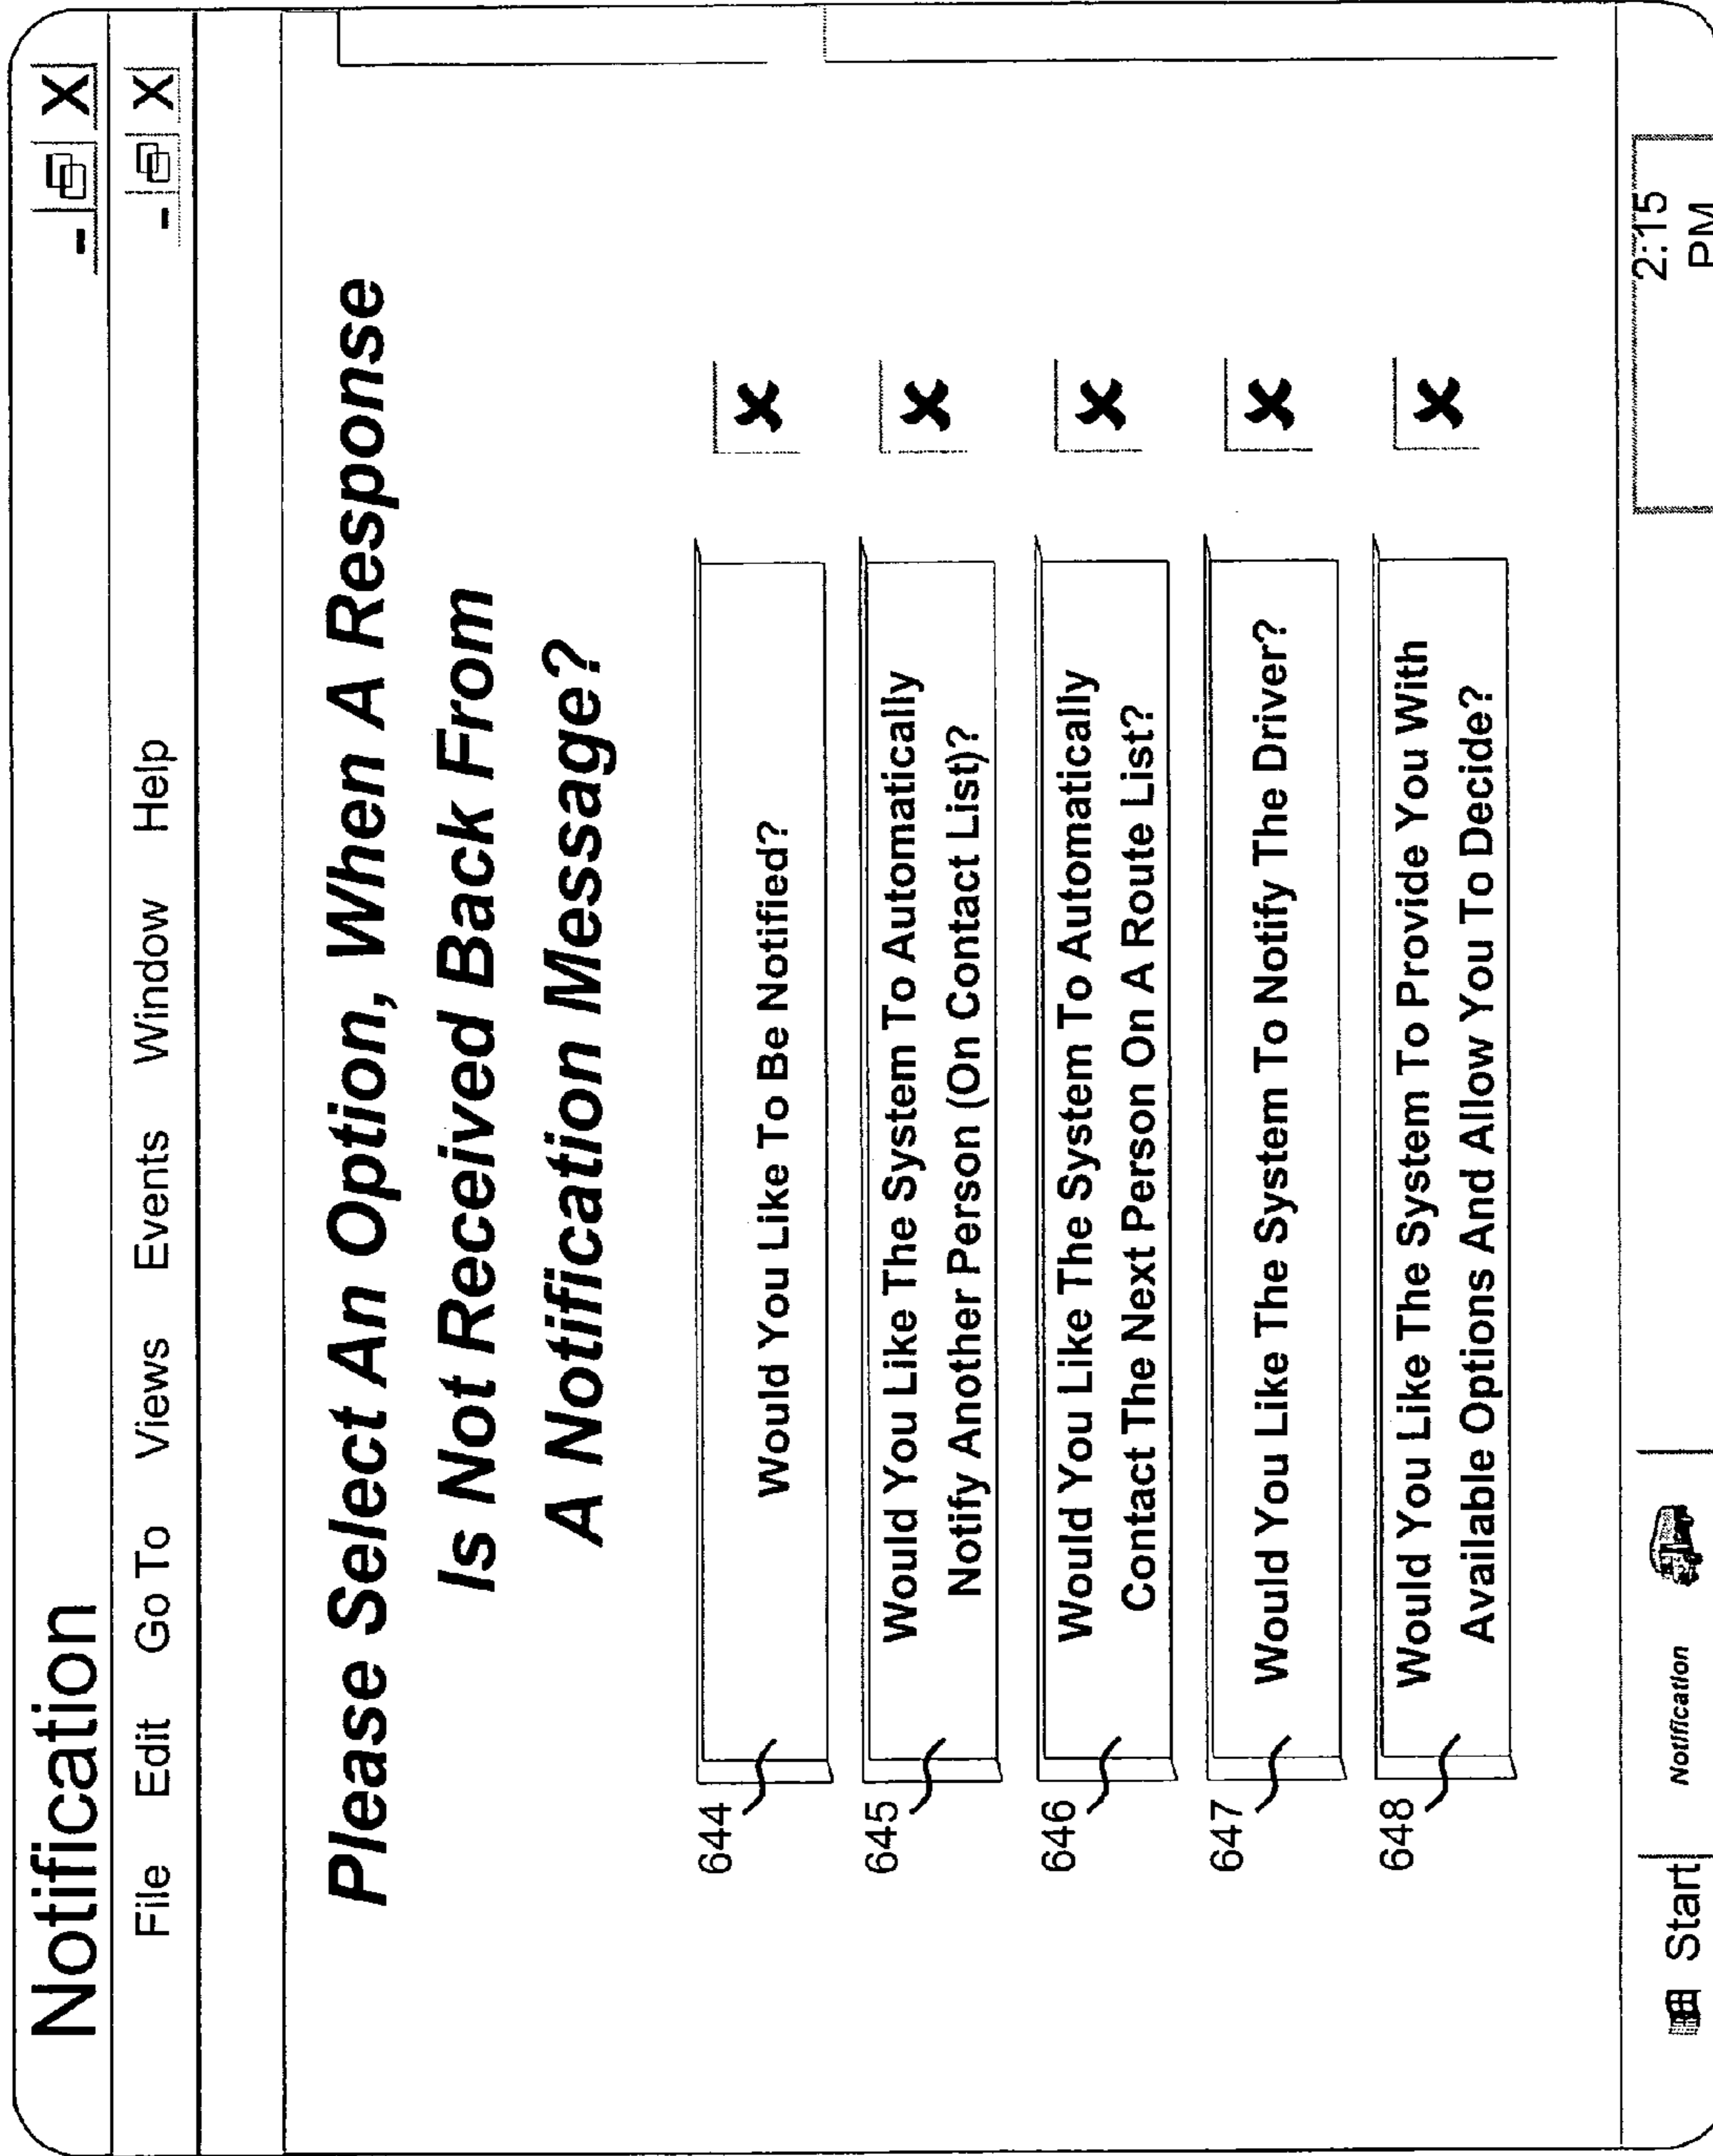 Notification
_ X
File Edit Go To Views Events Window Help
_ X
Please Select An Option, When A Response
Is Not Received Back From
A Notification Message?
644
Would You Like To Be Notified?
645
Would You Like The System To Automatically
Notify Another Person (On Contact List)?
646
Would You Like The System To Automatically
Contact The Next Person On A Route List?
647
Would You Like The System To Notify The Driver?
648
Would You Like The System To Provide You With
Available Options And Allow You To Decide?
Start
Notification
2:15
PM